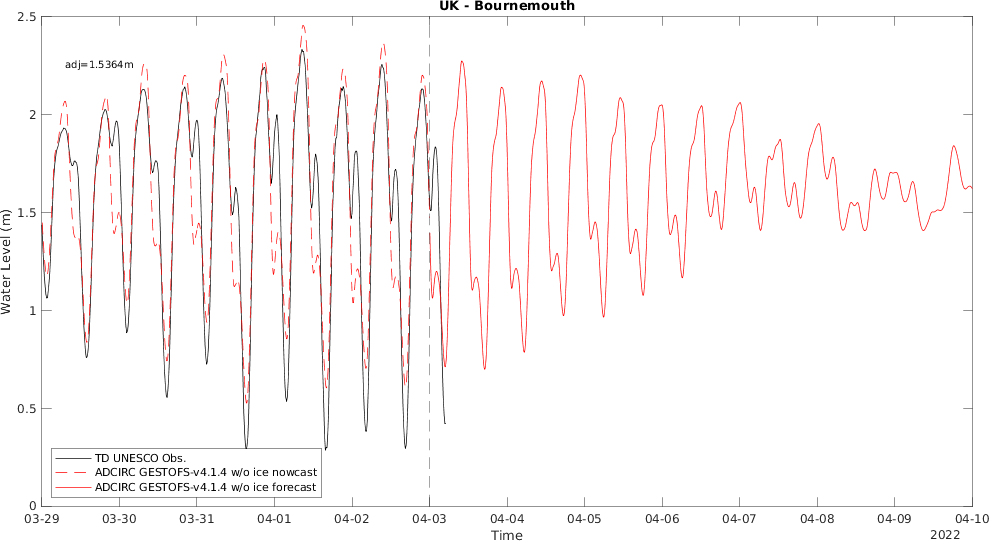 UK - Bournemouth
adj=1.5364m
Water Level (m)
2.5
2
1.5
1
0.5
0
TD UNESCO Obs.
ADCIRC GESTOFS-v4.1.4 w/o ice nowcast
ADCIRC GESTOFS-v4.1.4 w/o ice forecast
03-29 03-30 03-31 04-01 04-02 04-03 04-04 04-05 04-06 04-07 04-08 04-09 04-10
Time
2022